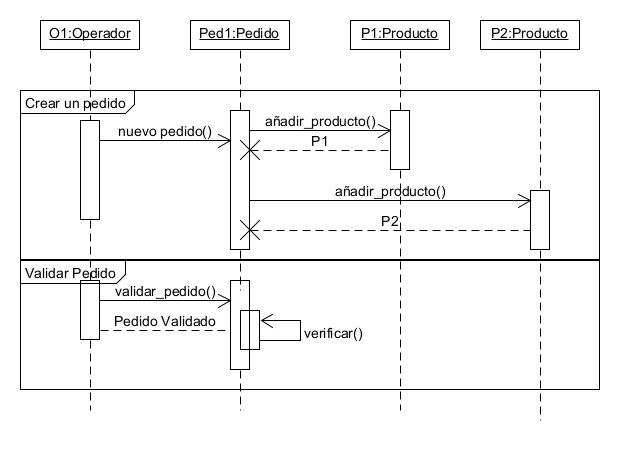 O1:Operador
Ped1:Pedido
P1:Producto
P2:Producto
Crear un pedido
nuevo pedido()
añadir_producto()
P1
añadir_producto()
P2
Validar Pedido
validar_pedido()
Pedido Validado
verificar()